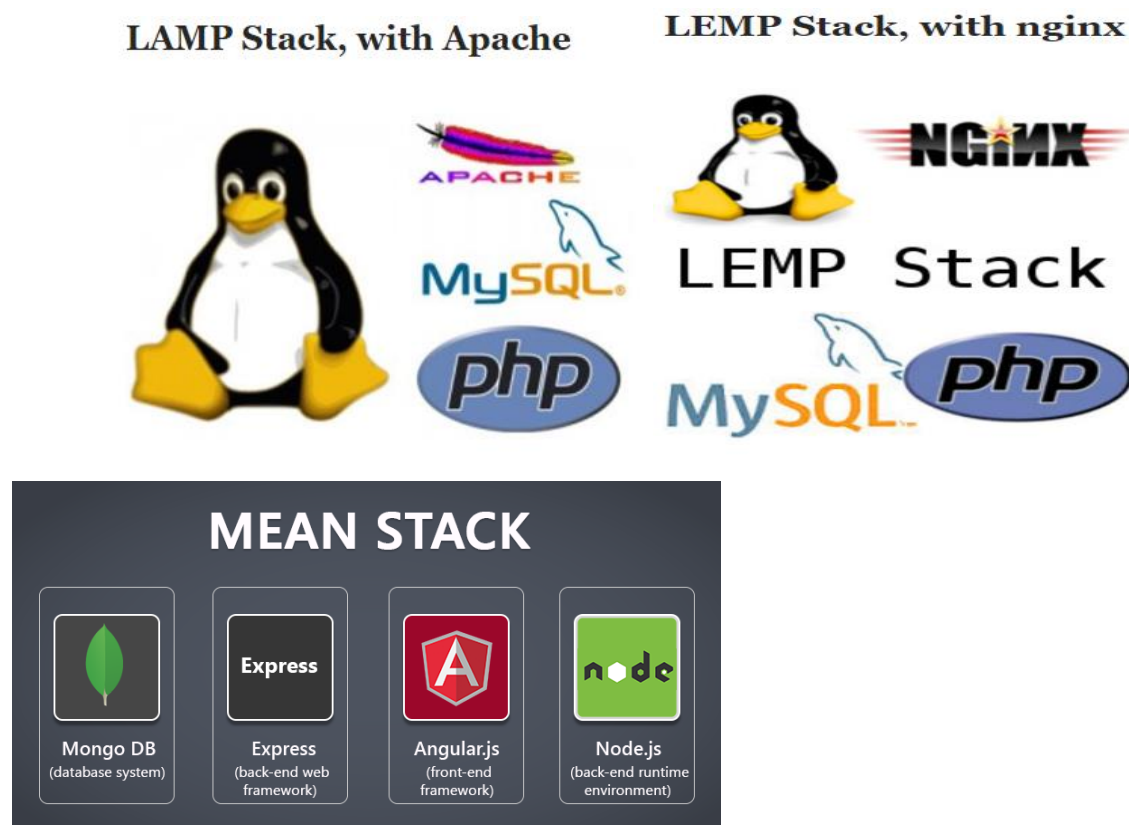 LAMP Stack, with Apache
APACHE
MySQL®
php
LEMP Stack, with nginx
NGiNX
LEMP Stack
MySQL
php
MEAN STACK
Express
node
Mongo DB
(database system)
Express
(back-end web
framework)
Angular.js
(front-end
framework)
Node.js
(back-end runtime
environment)